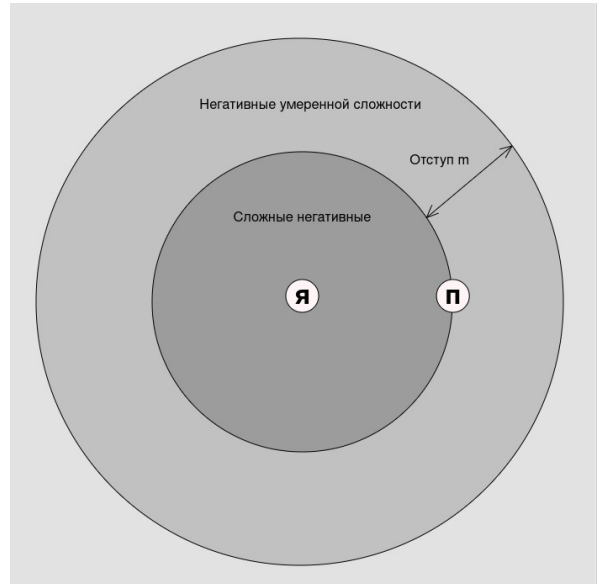 Негативные умеренной сложности
Отступ m
Сложные негативные
Я
П